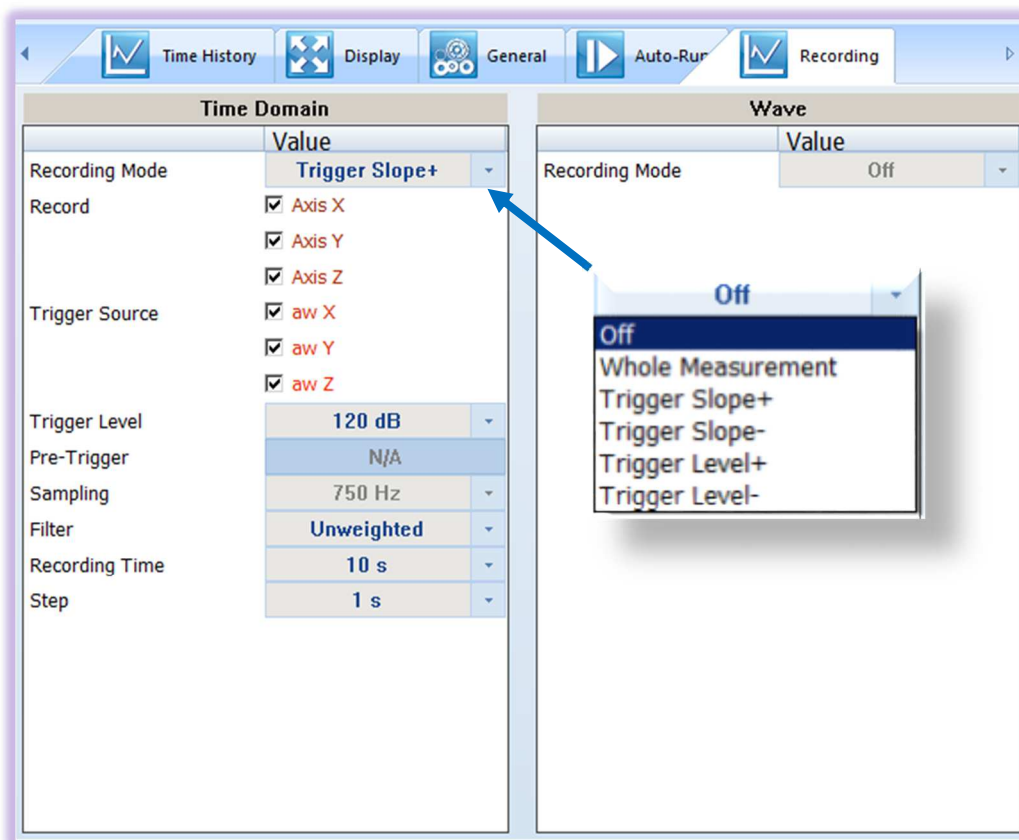 Time History Display General Auto-Run Recording
Time Domain
Value
Recording Mode Trigger Slope+
Record Axis X
Axis Y
Axis Z
Trigger Source aw X
aw Y
aw Z
Trigger Level 120 dB
Pre-Trigger N/A
Sampling 750 Hz
Filter Unweighted
Recording Time 10 s
Step 1 s
Wave
Value
Recording Mode Off
Off
Off
Whole Measurement
Trigger Slope+
Trigger Slope-
Trigger Level+
Trigger Level-